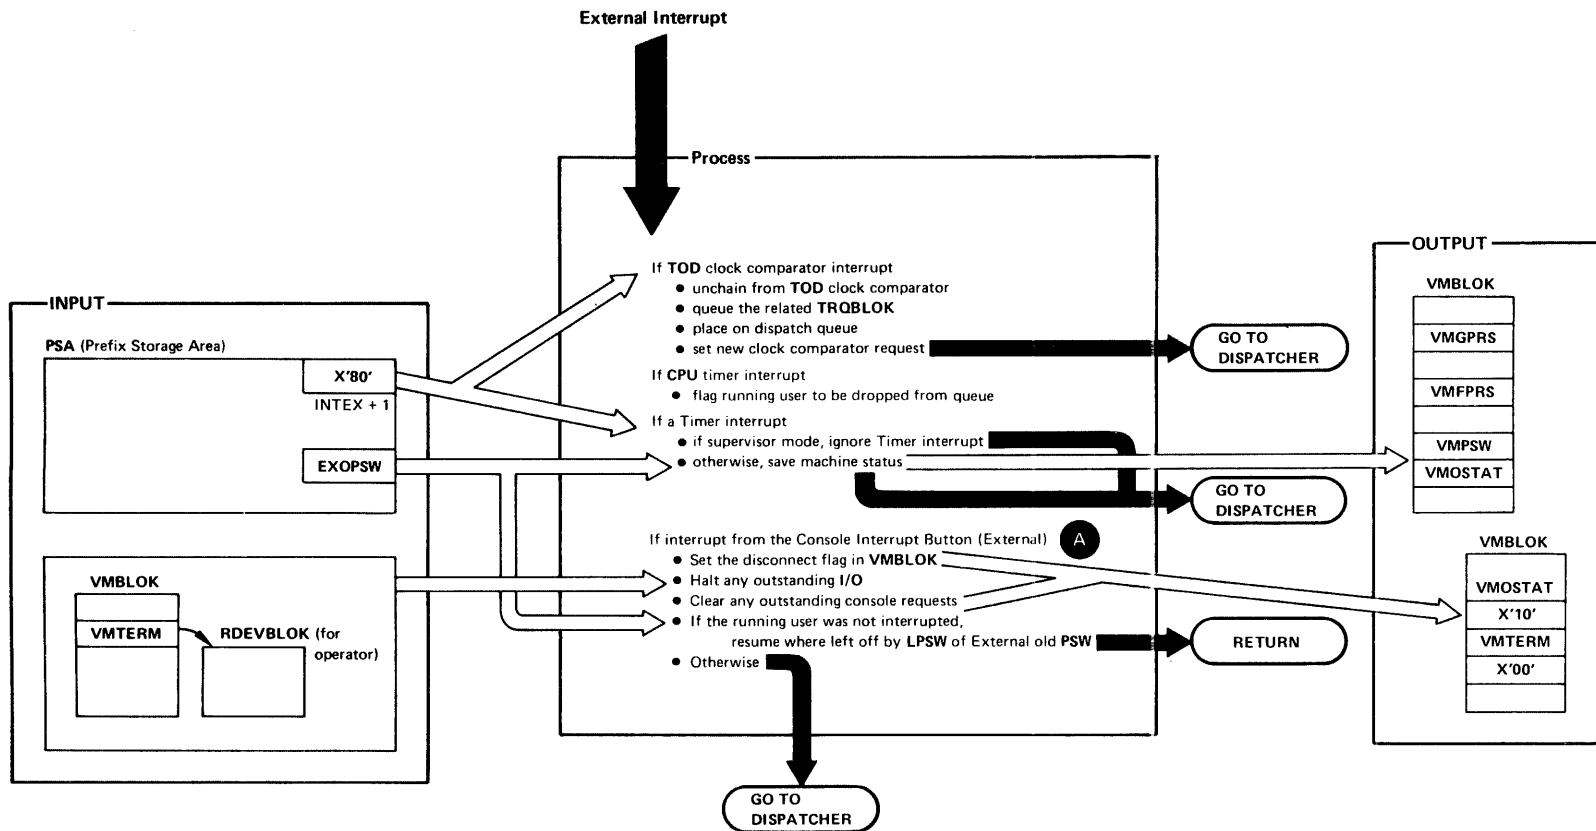 External Interrupt
Process
If TOD clock comparator interrupt
• unchain from TOD clock comparator
• queue the related TRQBLOK
• place on dispatch queue
• set new clock comparator request
GO TO
DISPATCHER
If CPU timer interrupt
• flag running user to be dropped from queue
If a Timer interrupt
• if supervisor mode, ignore Timer interrupt
• otherwise, save machine status
GO TO
DISPATCHER
If interrupt from the Console Interrupt Button (External)
A
• Set the disconnect flag in VMBLOK
• Halt any outstanding I/O
• Clear any outstanding console requests
• If the running user was not interrupted,
resume where left off by LPSW of External old PSW
RETURN
• Otherwise
GO TO
DISPATCHER
INPUT
PSA (Prefix Storage Area)
X'80'
INTEX + 1
EXOPSW
VMBLOK
VMTERM
RDEVBLOK (for
operator)
OUTPUT
VMBLOK
VMGPRS
VMFPRS
VMPSW
VMOSTAT
VMBLOK
VMOSTAT
X'10'
VMTERM
X'00'